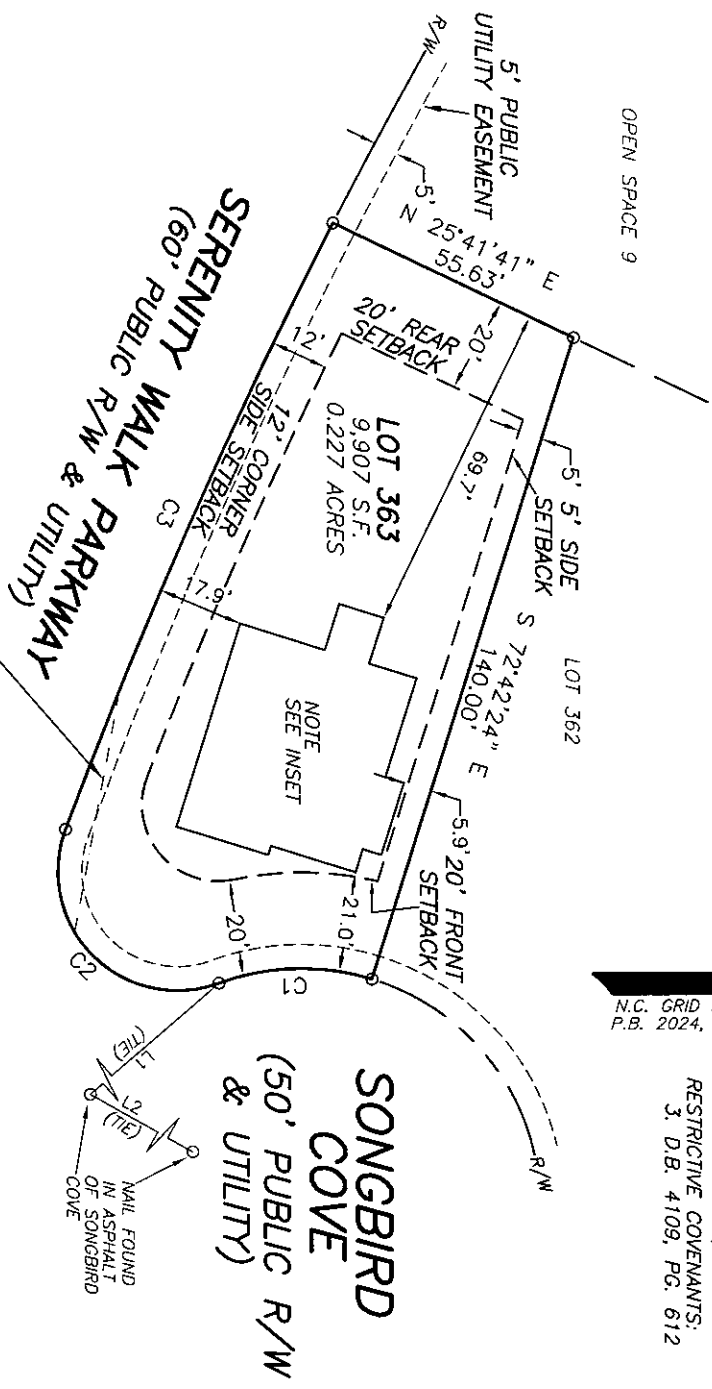 OPEN SPACE 9
R/W
5' PUBLIC
UTILITY EASEMENT
5'
N 25°41'41" E
55.63'
20' REAR
SETBACK
20'
69.7'
5' 5' SIDE
SETBACK
LOT 362
S 72°42'24" E
140.00'
5.9' 20' FRONT
SETBACK
12'
12' CORNER
SIDE SETBACK
LOT 363
9,907 S.F.
0.227 ACRES
17.9'
NOTE
SEE INSET
C3
SERENITY WALK PARKWAY
(60' PUBLIC R/W & UTILITY)
20'
21.0'
C2
C1
L1
(TIE)
L2
(TIE)
NAIL FOUND
IN ASPHALT
OF SONGBIRD
COVE
SONGBIRD
COVE
(50' PUBLIC R/W
& UTILITY)
R/W
N.C. GRID
P.B. 2024,
RESTRICTIVE COVENANTS:
3. D.B. 4109, PG. 612